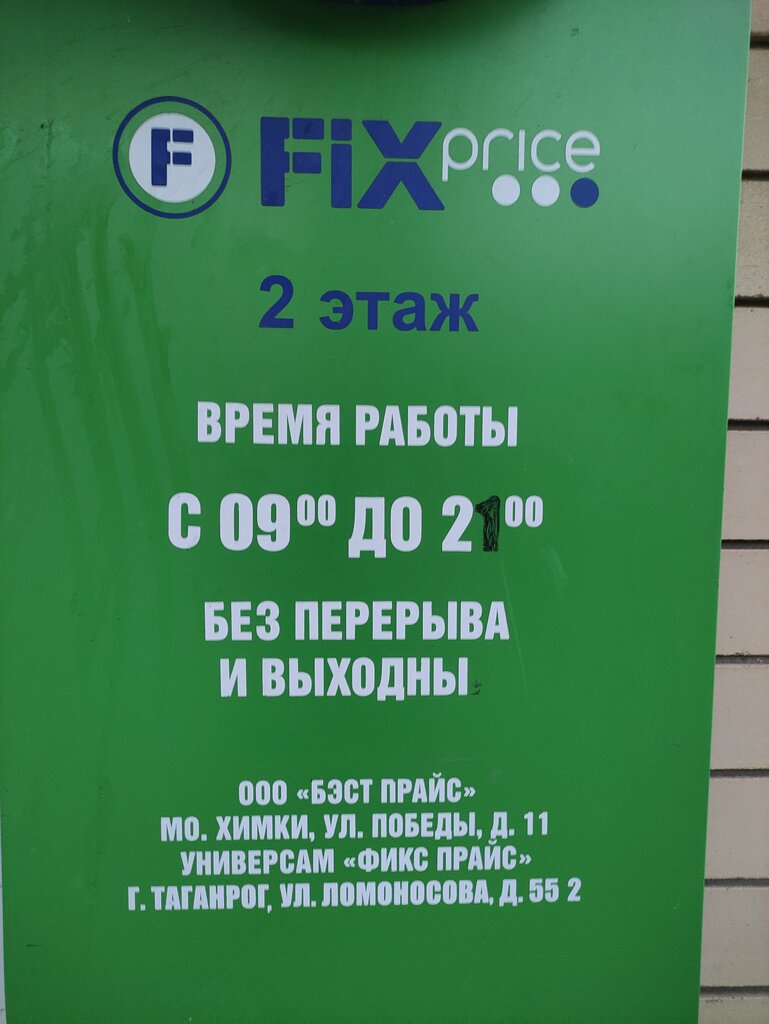 F FiX price
2 этаж
ВРЕМЯ РАБОТЫ
С 09⁰⁰ ДО 21⁰⁰
БЕЗ ПЕРЕРЫВА
И ВЫХОДНЫ
ООО «БЭСТ ПРАЙС»
МО. ХИМКИ, УЛ. ПОБЕДЫ, Д. 11
УНИВЕРСАМ «ФИКС ПРАЙС»
Г. ТАГАНРОГ, УЛ. ЛОМОНОСОВА, Д. 55 2